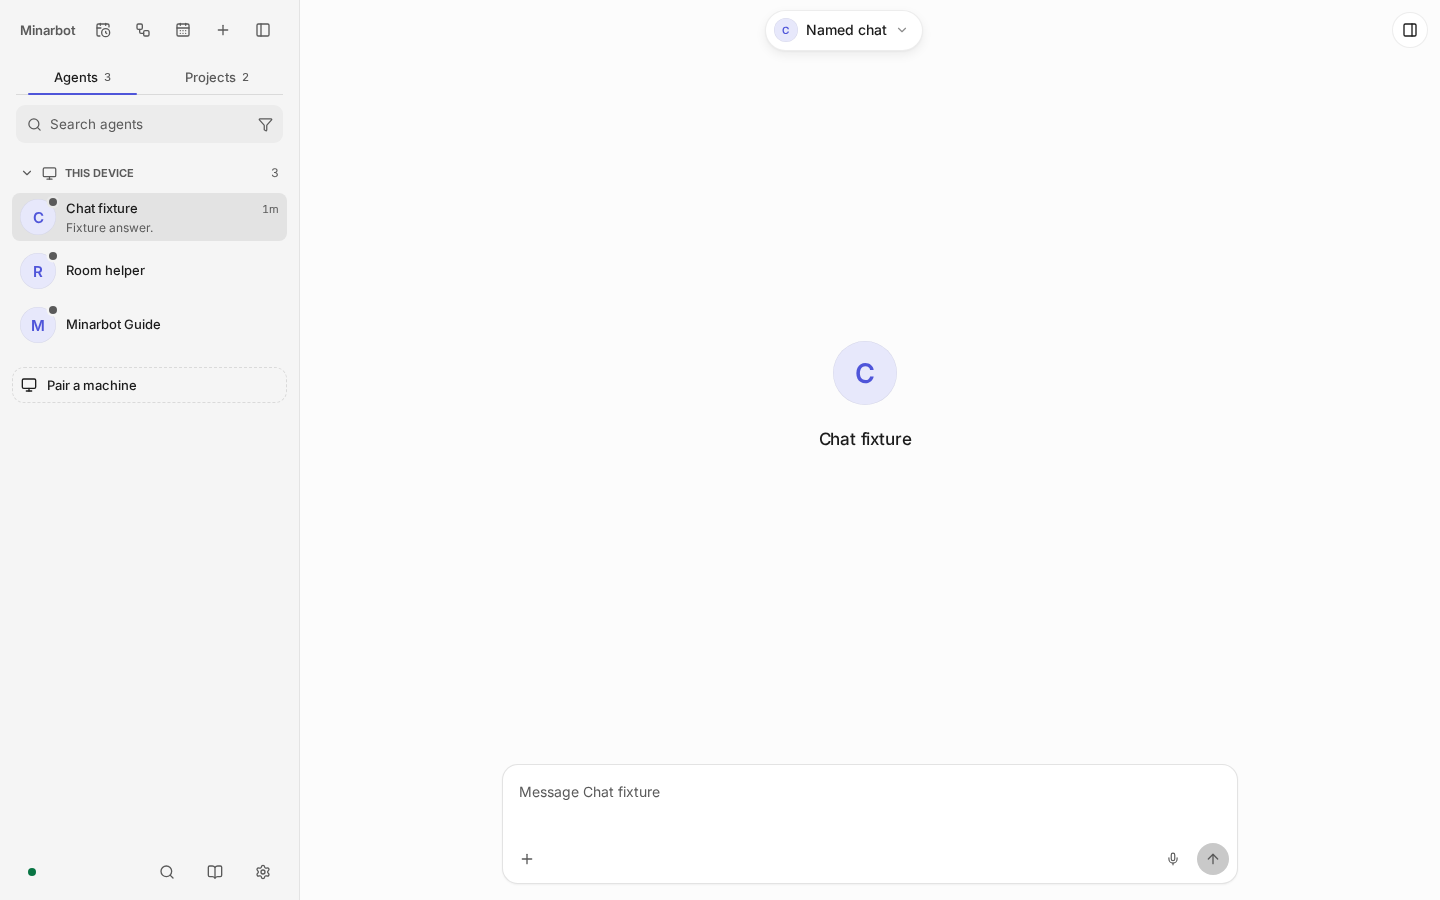 Minarbot
Agents 3
Projects 2
Search agents
THIS DEVICE 3
C
Chat fixture 1m
Fixture answer.
R
Room helper
M
Minarbot Guide
Pair a machine
C Named chat
C
Chat fixture
Message Chat fixture